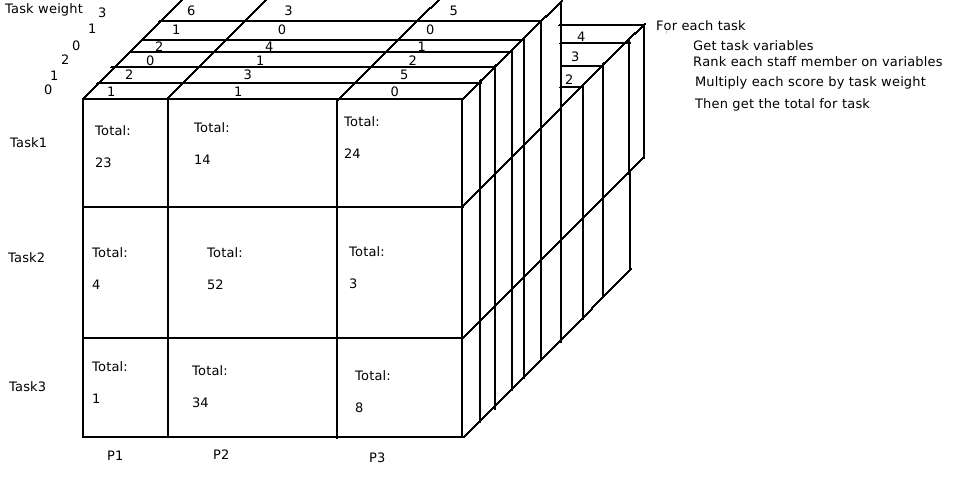 Task weight 3 6 3 5
For each task
1 1 0 0 4
0 2 4 1
Get task variables
2 0 1 2 3
Rank each staff member on variables
1 2 3 5 2
Multiply each score by task weight
0 1 1 0
Then get the total for task
Total: Total: Total:
Task1
23 14 24
Total: Total: Total:
Task2
4 52 3
Total: Total: Total:
Task3
1 34 8
P1 P2 P3